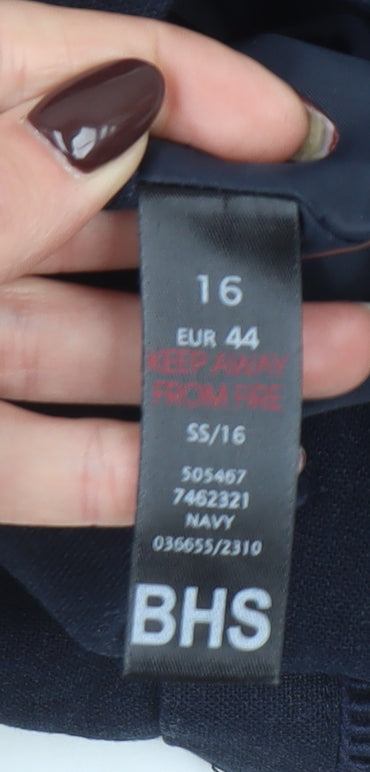 16
EUR 44
KEEP AWAY
FROM FIRE
SS/16
505467
7462321
NAVY
036655/2310
BHS